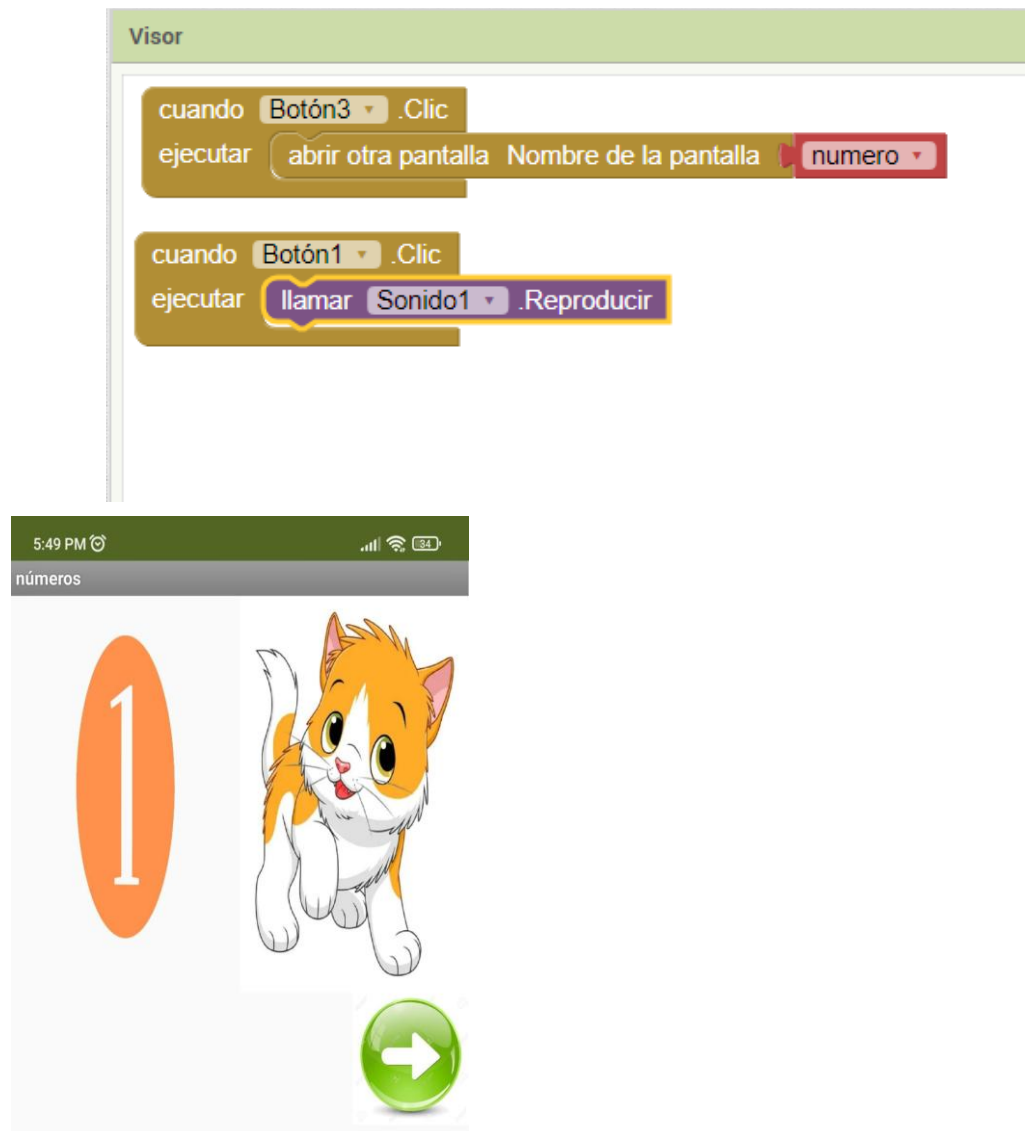 Visor
cuando Botón3 .Clic
ejecutar abrir otra pantalla Nombre de la pantalla numero
cuando Botón1 .Clic
ejecutar llamar Sonido1 .Reproducir
5:49 PM 34
números
1